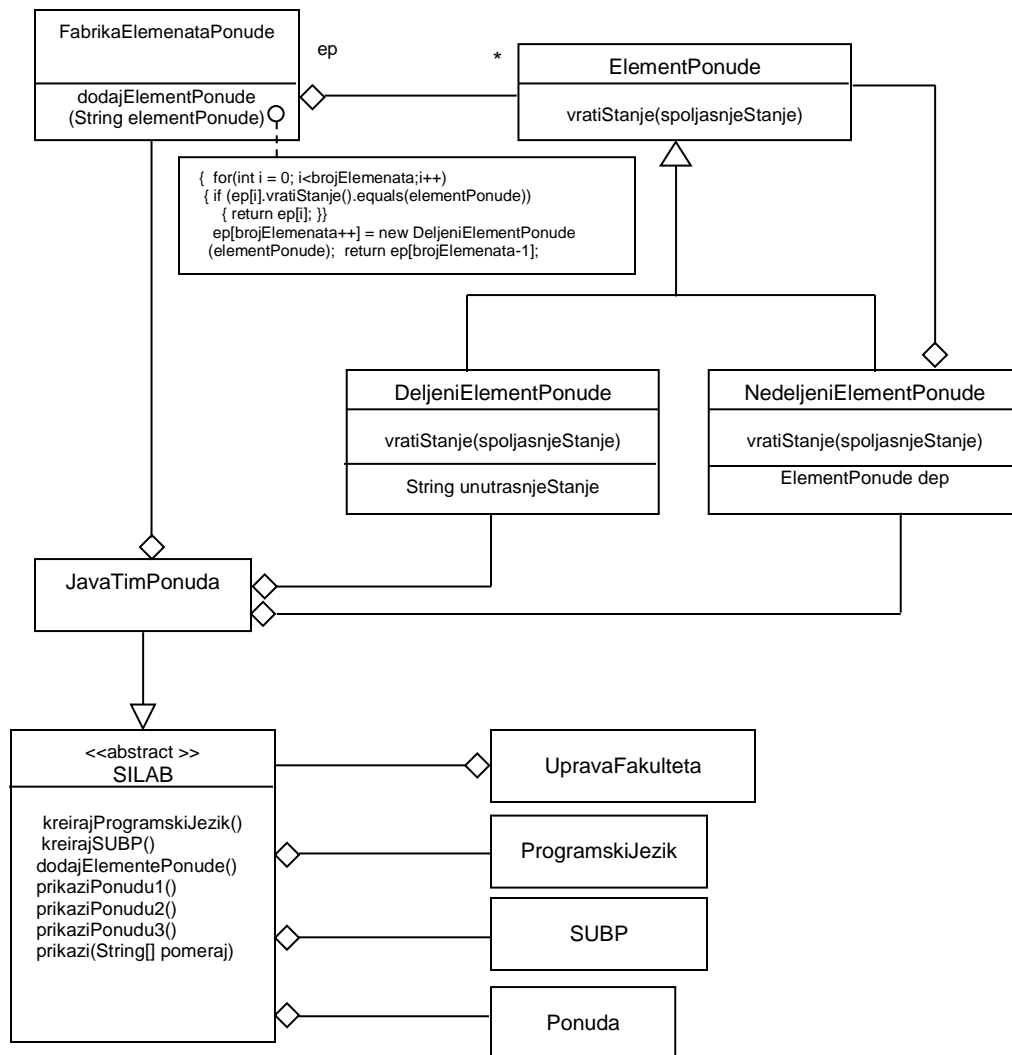 FabrikaElemenataPonude
dodajElementPonude
(String elementPonude)
ep
*
ElementPonude
vratiStanje(spoljasnjeStanje)
{ for(int i = 0; i<brojElemenata;i++)
{ if (ep[i].vratiStanje().equals(elementPonude))
{ return ep[i]; }}
ep[brojElemenata++] = new DeljeniElementPonude
(elementPonude); return ep[brojElemenata-1];
DeljeniElementPonude
vratiStanje(spoljasnjeStanje)
String unutrasnjeStanje
NedeljeniElementPonude
vratiStanje(spoljasnjeStanje)
ElementPonude dep
JavaTimPonuda
<<abstract >>
SILAB
kreirajProgramskiJezik()
kreirajSUBP()
dodajElementePonude()
prikaziPonudu1()
prikaziPonudu2()
prikaziPonudu3()
prikazi(String[] pomeraj)
UpravaFakulteta
ProgramskiJezik
SUBP
Ponuda